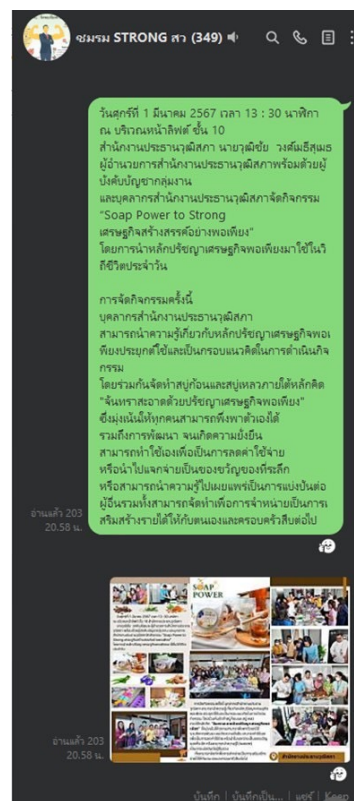 ชมรม STRONG สว (349)
วันศุกร์ที่ 1 มีนาคม 2567 เวลา 13 : 30 นาฬิกา
ณ บริเวณหน้าลิฟต์ ชั้น 10
สำนักงานประธานวุฒิสภา นายวุฒิชัย วงศ์เมธีสุเมธ
ผู้อำนวยการสำนักงานประธานวุฒิสภาพร้อมด้วยผู้
บังคับบัญชากลุ่มงาน
และบุคลากรสำนักงานประธานวุฒิสภาจัดกิจกรรม
"Soap Power to Strong
เศรษฐกิจสร้างสรรค์อย่างพอเพียง"
โดยการนำหลักปรัชญาเศรษฐกิจพอเพียงมาใช้ในวิ
ถีชีวิตประจำวัน
การจัดกิจกรรมครั้งนี้
บุคลากรสำนักงานประธานวุฒิสภา
สามารถนำความรู้เกี่ยวกับหลักปรัชญาเศรษฐกิจพอเ
พียงประยุกต์ใช้และเป็นกรอบแนวคิดในการดำเนินกิจ
กรรม
โดยร่วมกันจัดทำสบู่ก้อนและสบู่เหลวภายใต้หลักคิด
"จันทราสะอาดด้วยปรัชญาเศรษฐกิจพอเพียง"
ซึ่งมุ่งเน้นให้ทุกคนสามารถพึ่งพาตัวเองได้
รวมถึงการพัฒนา จนเกิดความยั่งยืน
สามารถทำใช้เองเพื่อเป็นการลดค่าใช้จ่าย
หรือนำไปแจกจ่ายเป็นของขวัญของที่ระลึก
หรือสามารถนำความรู้ไปเผยแพร่เป็นการแบ่งปันต่อ
ผู้อื่นรวมทั้งสามารถจัดทำเพื่อการจำหน่ายเป็นการเ
สริมสร้างรายได้ให้กับตนเองและครอบครัวสืบต่อไป
อ่านแล้ว 203
20.58 น.
SOAP
POWER
สำนักงานประธานวุฒิสภา
อ่านแล้ว 203
20.58 น.
บันทึก | บันทึกเป็น... | แชร์ | Keep